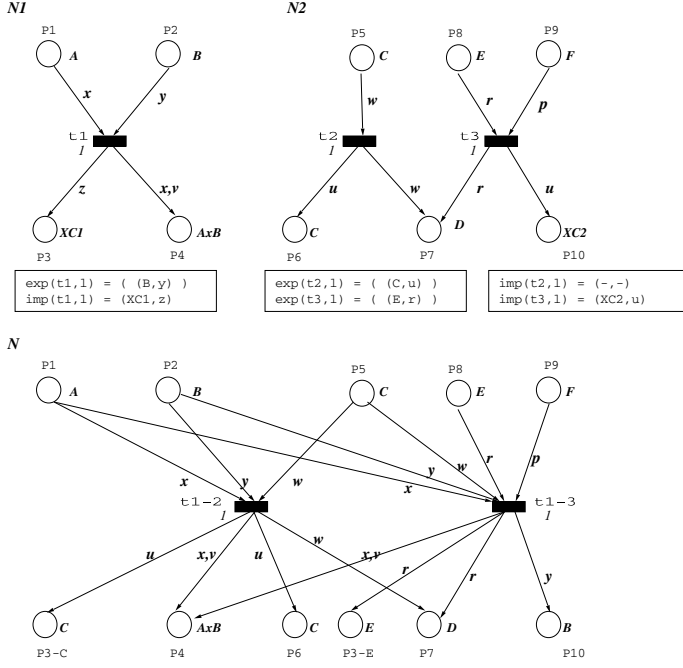 N1
N2
P1
P2
P5
P8
P9
A
B
C
E
F
x
y
w
r
p
t1
l
t2
l
t3
l
z
x,v
u
w
r
u
XC1
AxB
C
D
XC2
P3
P4
P6
P7
P10
exp(t1,l) = ( (B,y) )
imp(t1,l) = (XC1,z)
exp(t2,l) = ( (C,u) )
exp(t3,l) = ( (E,r) )
imp(t2,l) = (-,-)
imp(t3,l) = (XC2,u)
N
P1
P2
P5
P8
P9
A
B
C
E
F
x
y
w
x
y
w
r
p
t1-2
l
t1-3
l
u
x,v
u
w
x,v
r
r
y
C
AxB
C
E
D
B
P3-C
P4
P6
P3-E
P7
P10